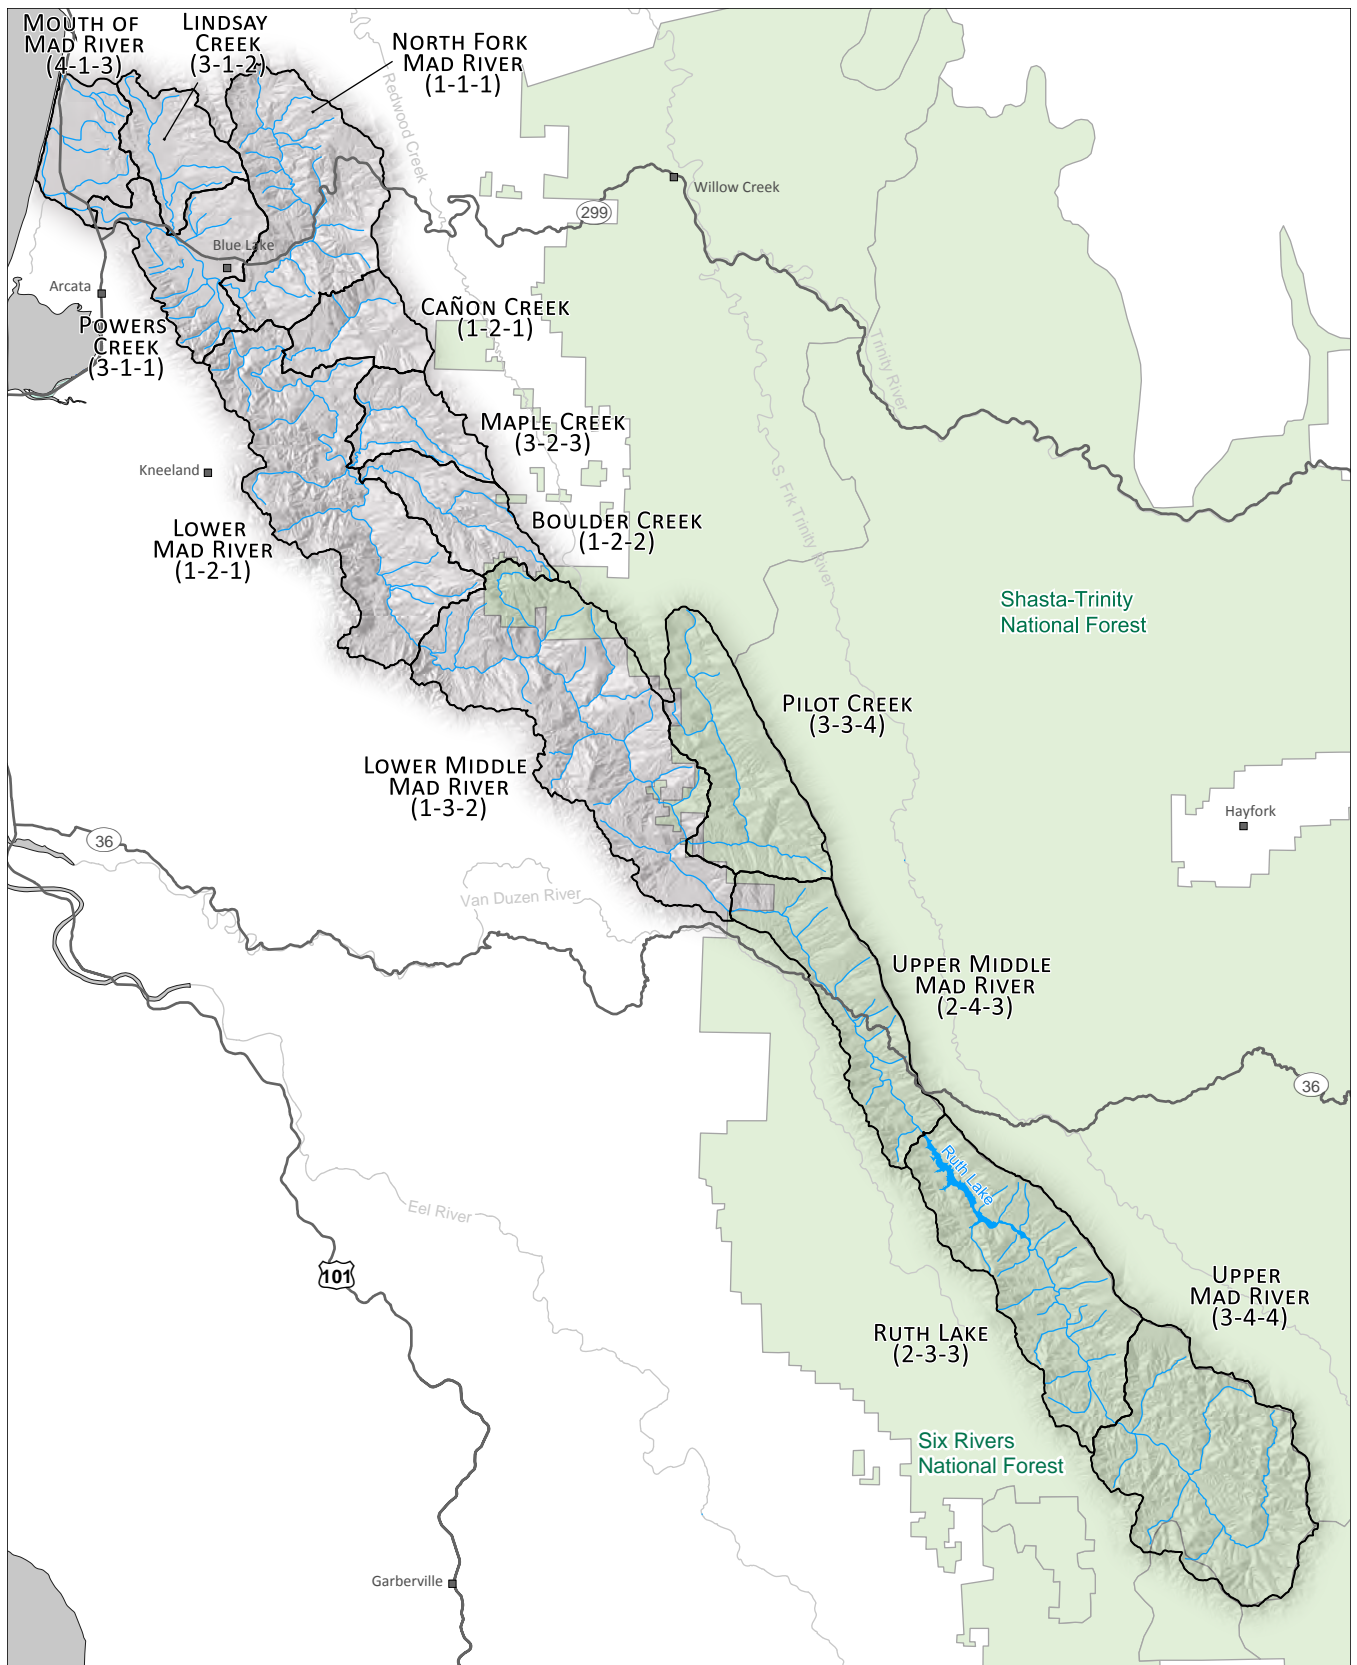 MOUTH OF
MAD RIVER
(4-1-3)
LINDSAY
CREEK
(3-1-2)
NORTH FORK
MAD RIVER
(1-1-1)
Redwood Creek
Willow Creek
299
Blue Lake
Arcata
POWERS
CREEK
(3-1-1)
CAÑON CREEK
(1-2-1)
Trinity River
MAPLE CREEK
(3-2-3)
Kneeland
S. Frk Trinity River
LOWER
MAD RIVER
(1-2-1)
BOULDER CREEK
(1-2-2)
Shasta-Trinity
National Forest
PILOT CREEK
(3-3-4)
LOWER MIDDLE
MAD RIVER
(1-3-2)
Hayfork
36
Van Duzen River
UPPER MIDDLE
MAD RIVER
(2-4-3)
36
Ruth Lake
Eel River
101
UPPER
MAD RIVER
(3-4-4)
RUTH LAKE
(2-3-3)
Six Rivers
National Forest
Garberville